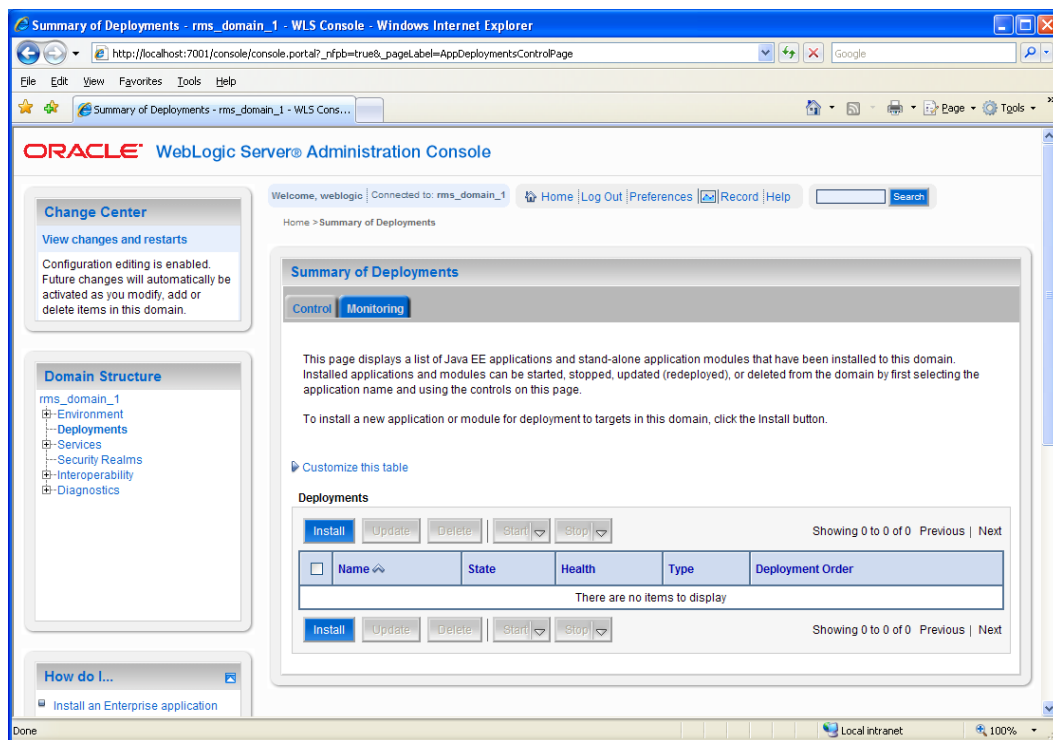 Summary of Deployments - rms_domain_1 - WLS Console - Windows Internet Explorer
http://localhost:7001/console/console.portal?_nfpb=true&_pageLabel=AppDeploymentsControlPage
Google
File Edit View Favorites Tools Help
Summary of Deployments - rms_domain_1 - WLS Cons...
Page Tools »
ORACLE® WebLogic Server® Administration Console
Change Center
View changes and restarts
Configuration editing is enabled.
Future changes will automatically be
activated as you modify, add or
delete items in this domain.
Domain Structure
rms_domain_1
Environment
Deployments
Services
Security Realms
Interoperability
Diagnostics
How do I...
Install an Enterprise application
Welcome, weblogic Connected to: rms_domain_1 Home Log Out Preferences Record Help Search
Home > Summary of Deployments
Summary of Deployments
Control Monitoring
This page displays a list of Java EE applications and stand-alone application modules that have been installed to this domain.
Installed applications and modules can be started, stopped, updated (redeployed), or deleted from the domain by first selecting the
application name and using the controls on this page.
To install a new application or module for deployment to targets in this domain, click the Install button.
Customize this table
Deployments
Install Update Delete Start Stop Showing 0 to 0 of 0 Previous | Next
Name State Health Type Deployment Order
There are no items to display
Install Update Delete Start Stop Showing 0 to 0 of 0 Previous | Next
Done Local intranet 100%